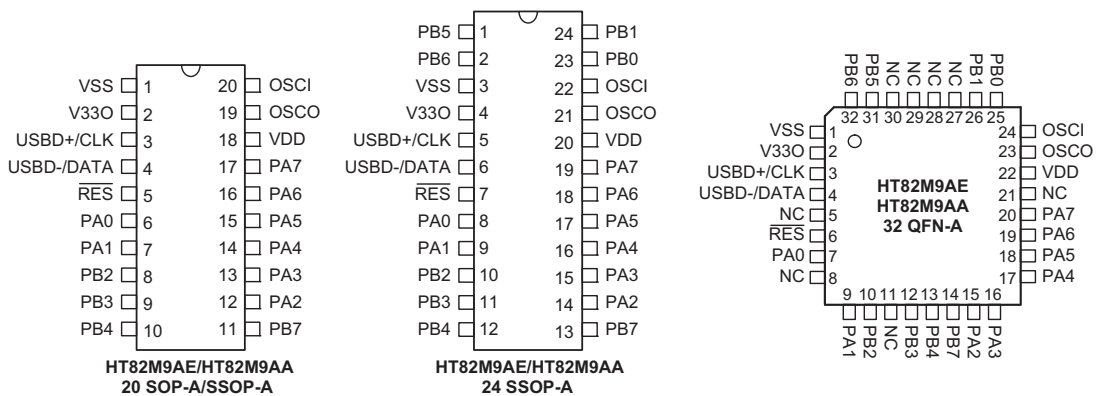 VSS 1 20 OSCI
V33O 2 19 OSCO
USBD+/CLK 3 18 VDD
USBD-/DATA 4 17 PA7
RES 5 16 PA6
PA0 6 15 PA5
PA1 7 14 PA4
PB2 8 13 PA3
PB3 9 12 PA2
PB4 10 11 PB7
HT82M9AE/HT82M9AA
20 SOP-A/SSOP-A
PB5 1 24 PB1
PB6 2 23 PB0
VSS 3 22 OSCI
V33O 4 21 OSCO
USBD+/CLK 5 20 VDD
USBD-/DATA 6 19 PA7
RES 7 18 PA6
PA0 8 17 PA5
PA1 9 16 PA4
PB2 10 15 PA3
PB3 11 14 PA2
PB4 12 13 PB7
HT82M9AE/HT82M9AA
24 SSOP-A
PB6 PB5 NC NC NC NC PB1 PB0
32 31 30 29 28 27 26 25
VSS 1 24 OSCI
V33O 2 23 OSCO
USBD+/CLK 3 22 VDD
USBD-/DATA 4 21 NC
NC 5 20 PA7
RES 6 19 PA6
PA0 7 18 PA5
NC 8 17 PA4
HT82M9AE
HT82M9AA
32 QFN-A
9 10 11 12 13 14 15 16
PA1 PB2 NC PB3 PB4 PB7 PA2 PA3